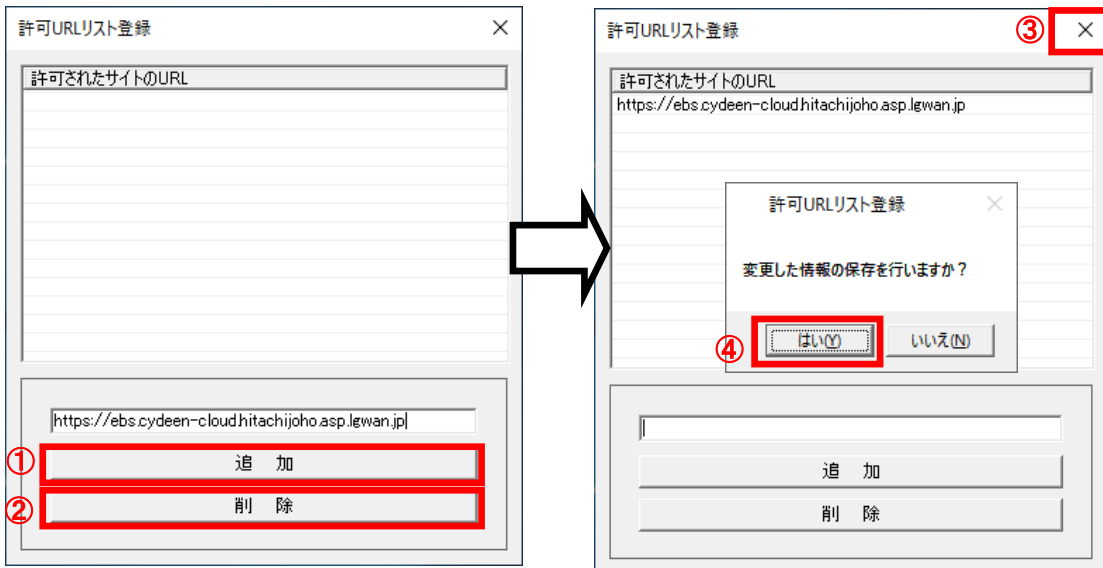 許可URLリスト登録
許可されたサイトのURL
https://ebs.cydeen-cloud.hitachijoho.asp.lgwan.jp
① 追 加
② 削 除
許可URLリスト登録 ③
許可されたサイトのURL
https://ebs.cydeen-cloud.hitachijoho.asp.lgwan.jp
許可URLリスト登録
変更した情報の保存を行いますか？
④ はい(Y) いいえ(N)
追 加
削 除